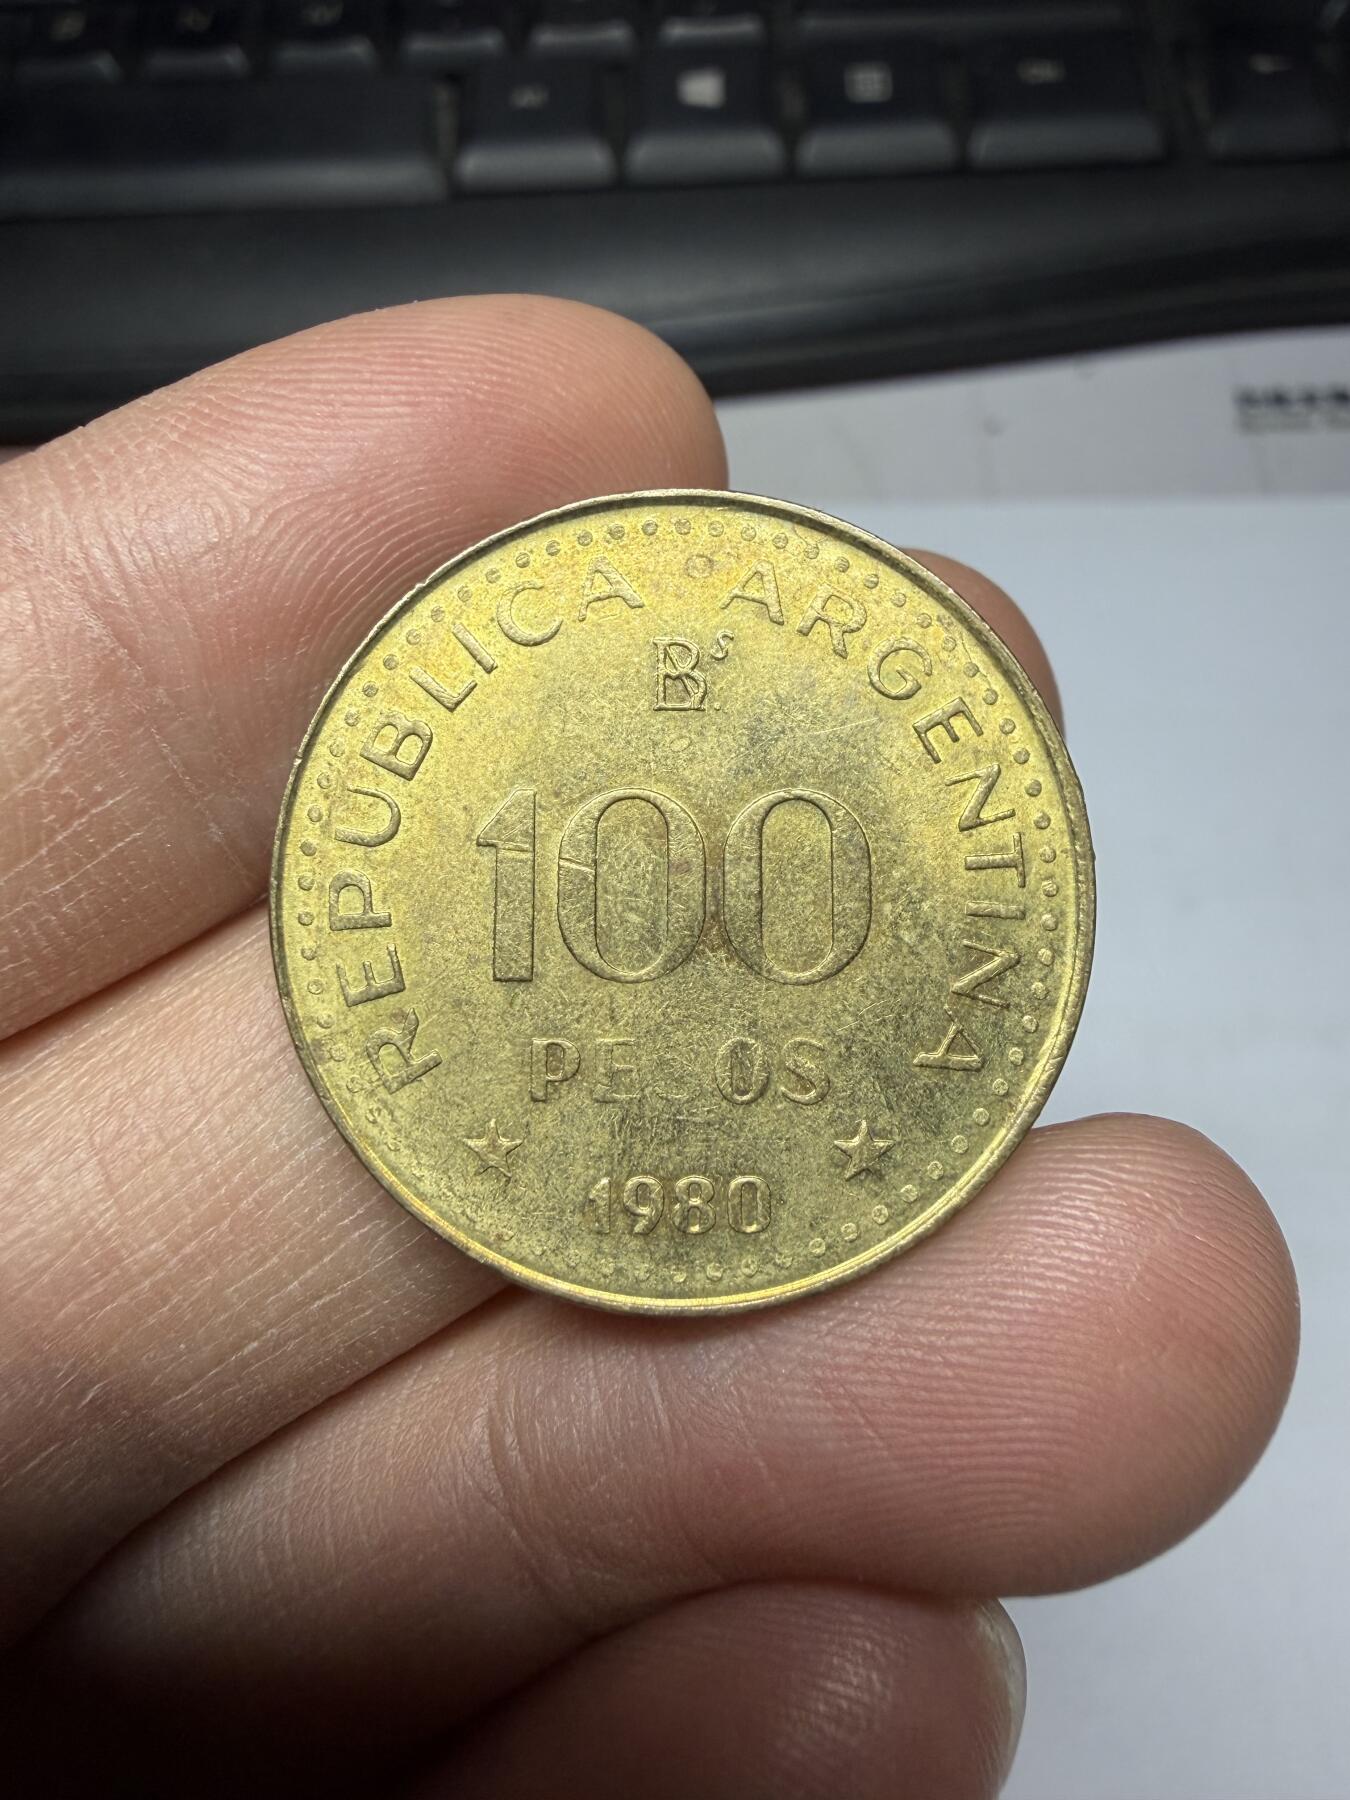 REPUBLICA ARGENTINA
Bs
100
PESOS
1980